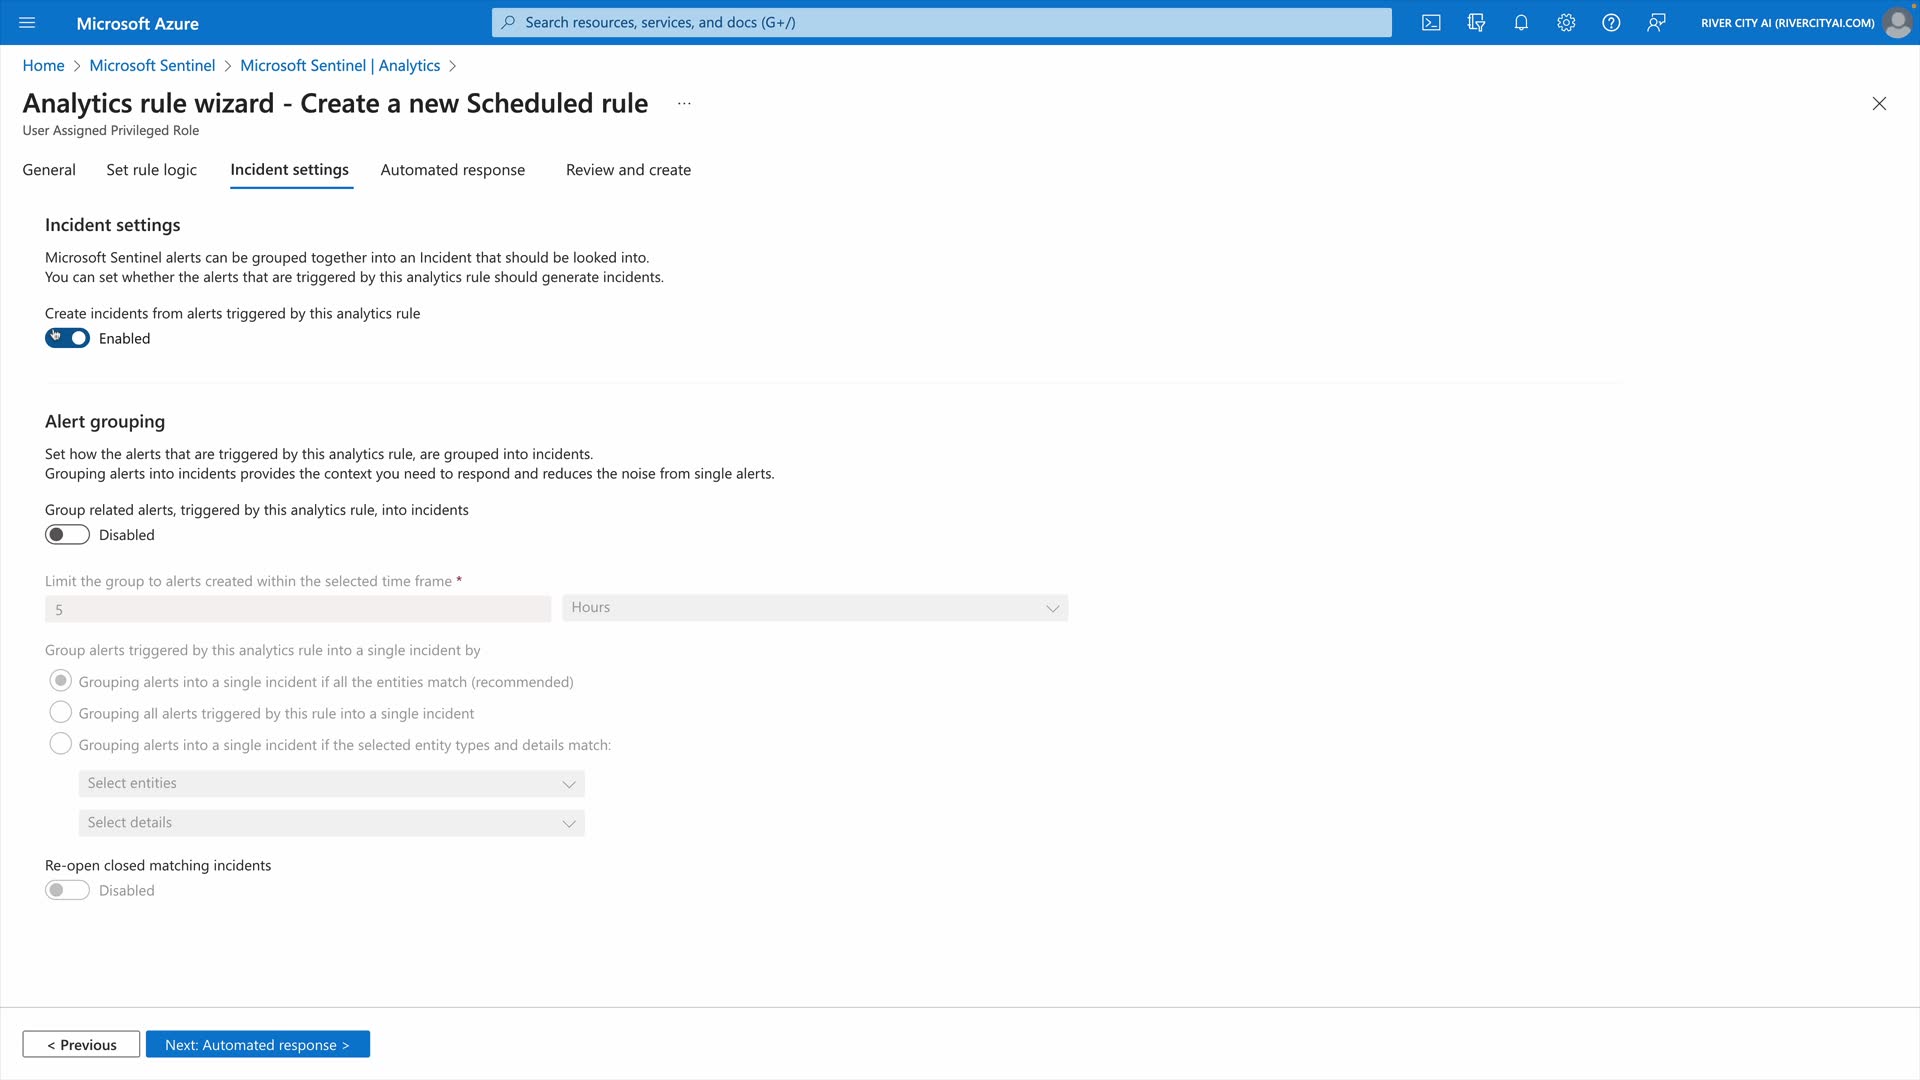 Microsoft Azure
Search resources, services, and docs (G+/)
RIVER CITY AI (RIVERCITYAI.COM)
Home > Microsoft Sentinel > Microsoft Sentinel | Analytics >
Analytics rule wizard - Create a new Scheduled rule ...
User Assigned Privileged Role
General Set rule logic Incident settings Automated response Review and create
Incident settings
Microsoft Sentinel alerts can be grouped together into an Incident that should be looked into.
You can set whether the alerts that are triggered by this analytics rule should generate incidents.
Create incidents from alerts triggered by this analytics rule
Enabled
Alert grouping
Set how the alerts that are triggered by this analytics rule, are grouped into incidents.
Grouping alerts into incidents provides the context you need to respond and reduces the noise from single alerts.
Group related alerts, triggered by this analytics rule, into incidents
Disabled
Limit the group to alerts created within the selected time frame *
5 Hours
Group alerts triggered by this analytics rule into a single incident by
Grouping alerts into a single incident if all the entities match (recommended)
Grouping all alerts triggered by this rule into a single incident
Grouping alerts into a single incident if the selected entity types and details match:
Select entities
Select details
Re-open closed matching incidents
Disabled
< Previous Next: Automated response >